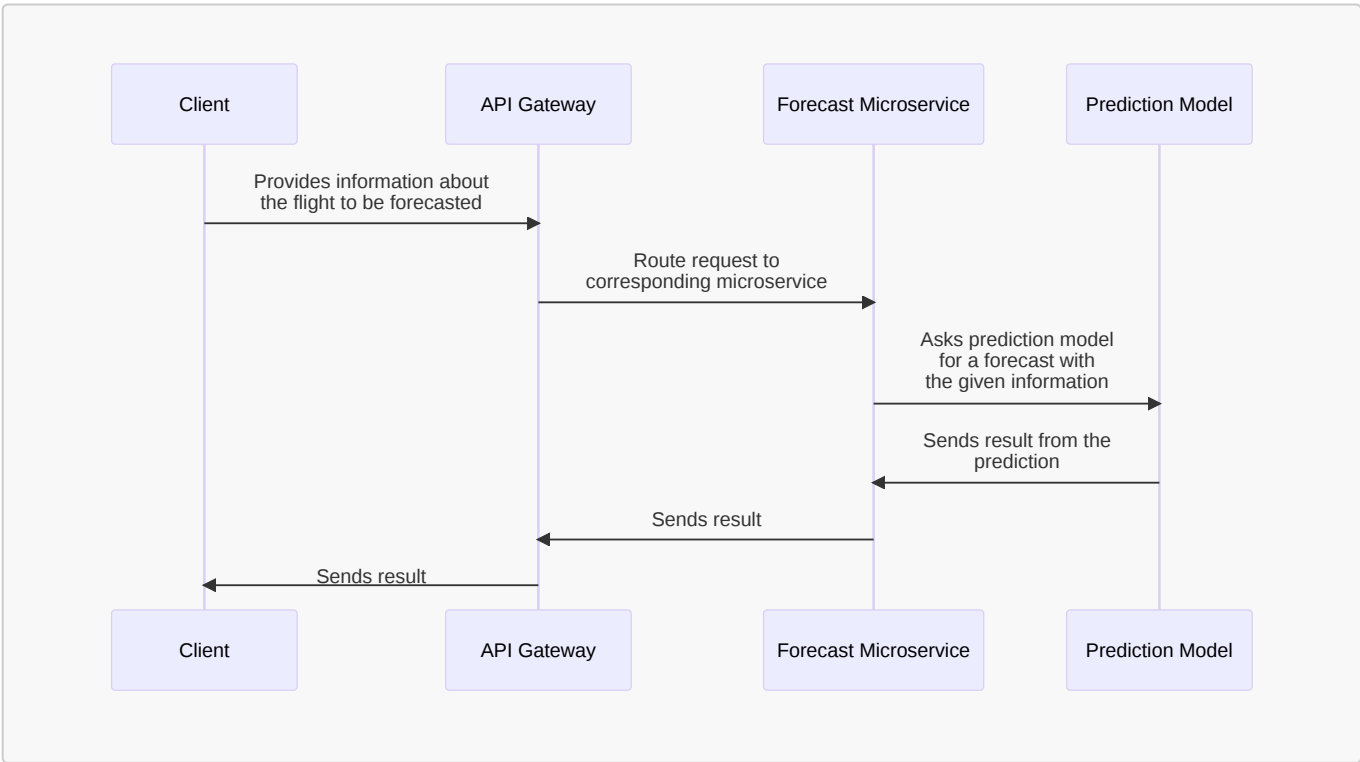 Client
API Gateway
Forecast Microservice
Prediction Model
Provides information about
the flight to be forecasted
Route request to
corresponding microservice
Asks prediction model
for a forecast with
the given information
Sends result from the
prediction
Sends result
Sends result
Client
API Gateway
Forecast Microservice
Prediction Model